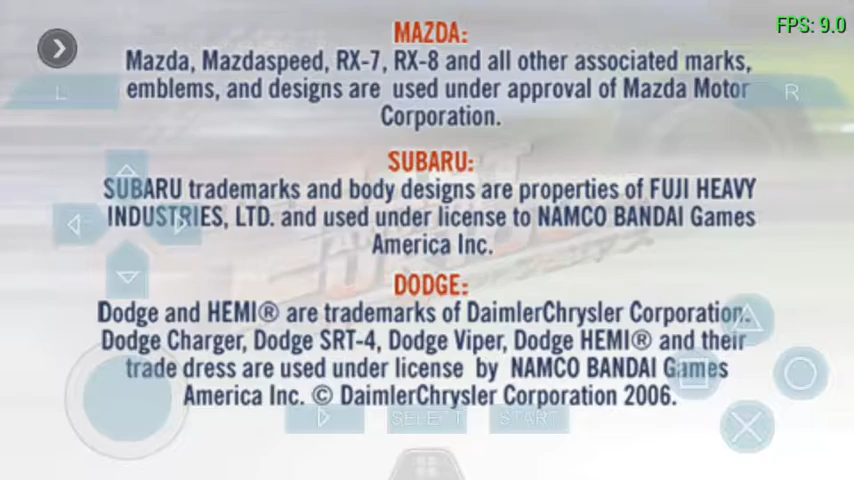 FPS: 9.0
MAZDA:
Mazda, Mazdaspeed, RX-7, RX-8 and all other associated marks,
emblems, and designs are used under approval of Mazda Motor
Corporation.
L
R
SUBARU:
SUBARU trademarks and body designs are properties of FUJI HEAVY
INDUSTRIES, LTD. and used under license to NAMCO BANDAI Games
America Inc.
DODGE:
Dodge and HEMI® are trademarks of DaimlerChrysler Corporation.
Dodge Charger, Dodge SRT-4, Dodge Viper, Dodge HEMI® and their
trade dress are used under license by NAMCO BANDAI Games
America Inc. © DaimlerChrysler Corporation 2006.
SELECT
START